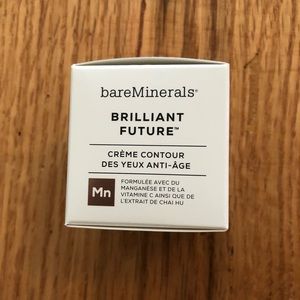 bareMinerals®
BRILLIANT
FUTURE™
CRÈME CONTOUR
DES YEUX ANTI-ÂGE
Mn
FORMULÉE AVEC DU
MANGANÈSE ET DE LA
VITAMINE C AINSI QUE DE
L'EXTRAIT DE CHAI HU